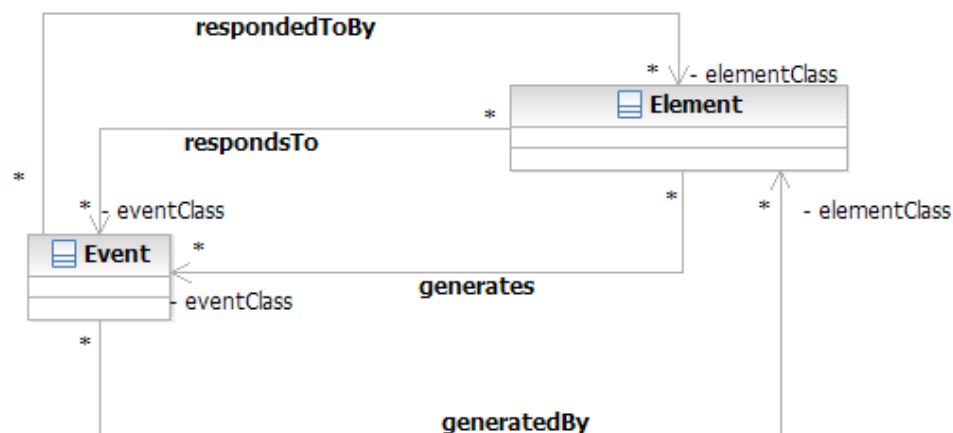 respondedToBy
* - elementClass
Element
*
respondsTo
*
* - eventClass
*
* - elementClass
Event
*
generates
- eventClass
*
generatedBy